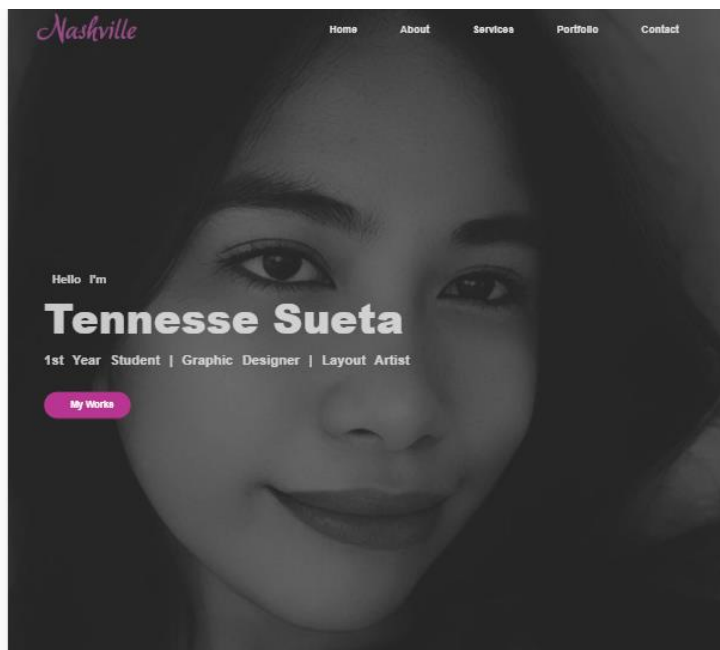 Nashville
Home About Services Portfolio Contact
Hello I'm
Tennesse Sueta
1st Year Student | Graphic Designer | Layout Artist
My Works